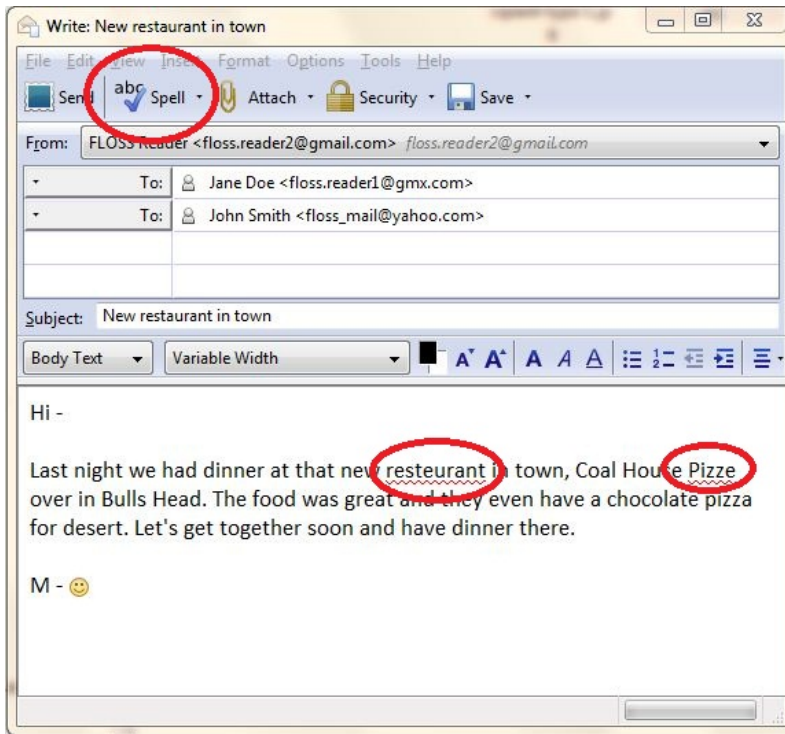 Write: New restaurant in town
File Edit View Insert Format Options Tools Help
Send abc Spell Attach Security Save
From: FLOSS Reader <floss.reader2@gmail.com> floss.reader2@gmail.com
To: Jane Doe <floss.reader1@gmx.com>
To: John Smith <floss_mail@yahoo.com>
Subject: New restaurant in town
Body Text Variable Width A A A A A
Hi -
Last night we had dinner at that new resteurant in town, Coal House Pizze
over in Bulls Head. The food was great and they even have a chocolate pizza
for desert. Let's get together soon and have dinner there.
M -